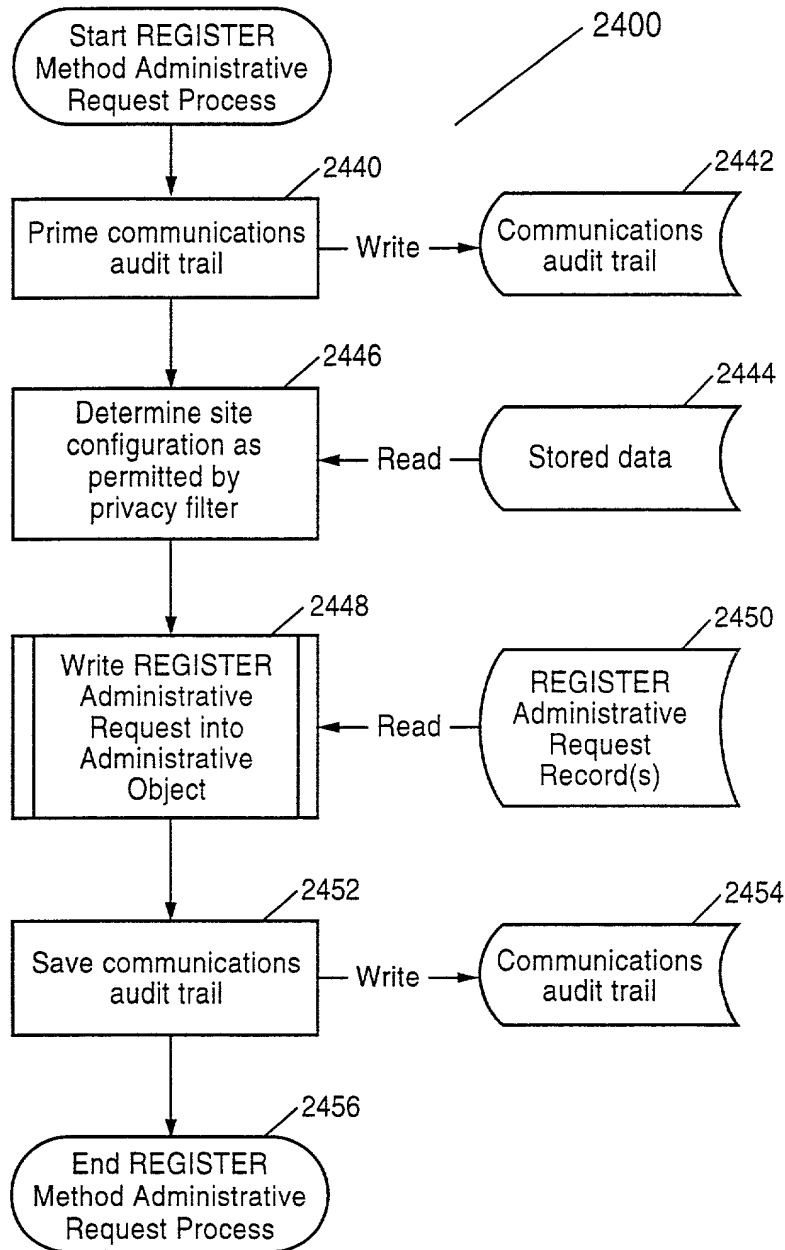 Start REGISTER
Method Administrative
Request Process
2400
2440
Prime communications
audit trail
Write
2442
Communications
audit trail
2446
Determine site
configuration as
permitted by
privacy filter
Read
2444
Stored data
2448
Write REGISTER
Administrative
Request into
Administrative
Object
Read
2450
REGISTER
Administrative
Request
Record(s)
2452
Save communications
audit trail
Write
2454
Communications
audit trail
2456
End REGISTER
Method Administrative
Request Process